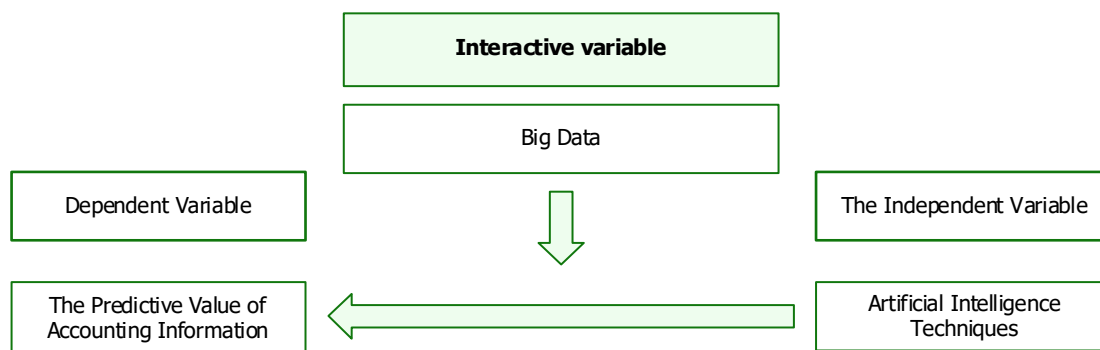 Interactive variable
Big Data
Dependent Variable
The Independent Variable
The Predictive Value of
Accounting Information
Artificial Intelligence
Techniques